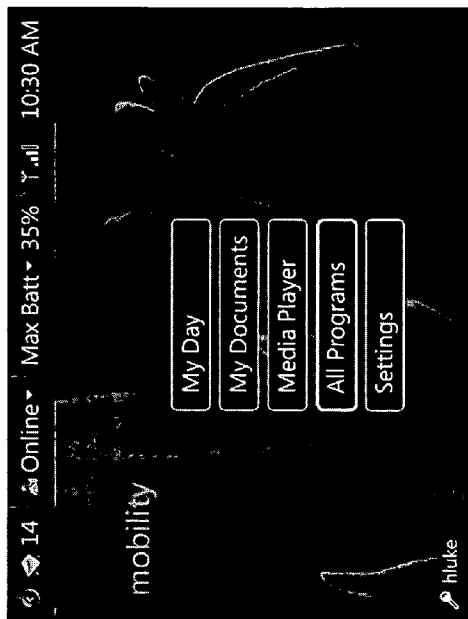 14 Online Max Batt 35% 10:30 AM
mobility
My Day
My Documents
Media Player
All Programs
Settings
hluke